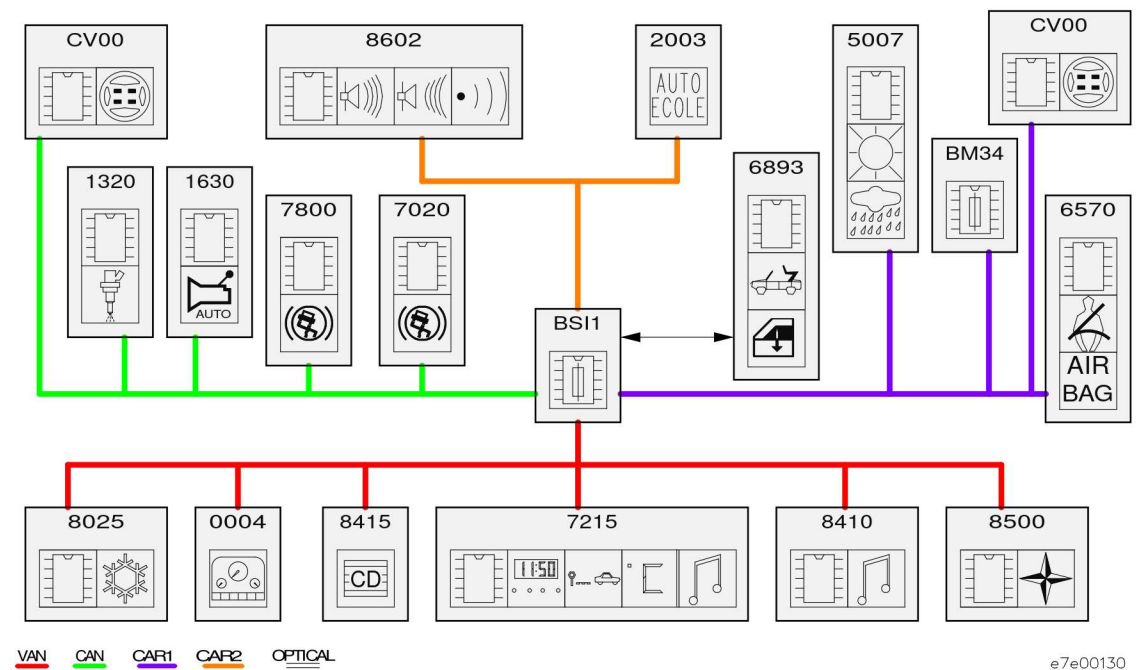 CV00
8602
2003
AUTO
ECOLE
5007
CV00
1320
1630
AUTO
7800
7020
6893
BM34
6570
AIR
BAG
BSI1
8025
0004
8415
CD
7215
11:50
°C
8410
8500
VAN CAN CAR1 CAR2 OPTICAL
e7e00130